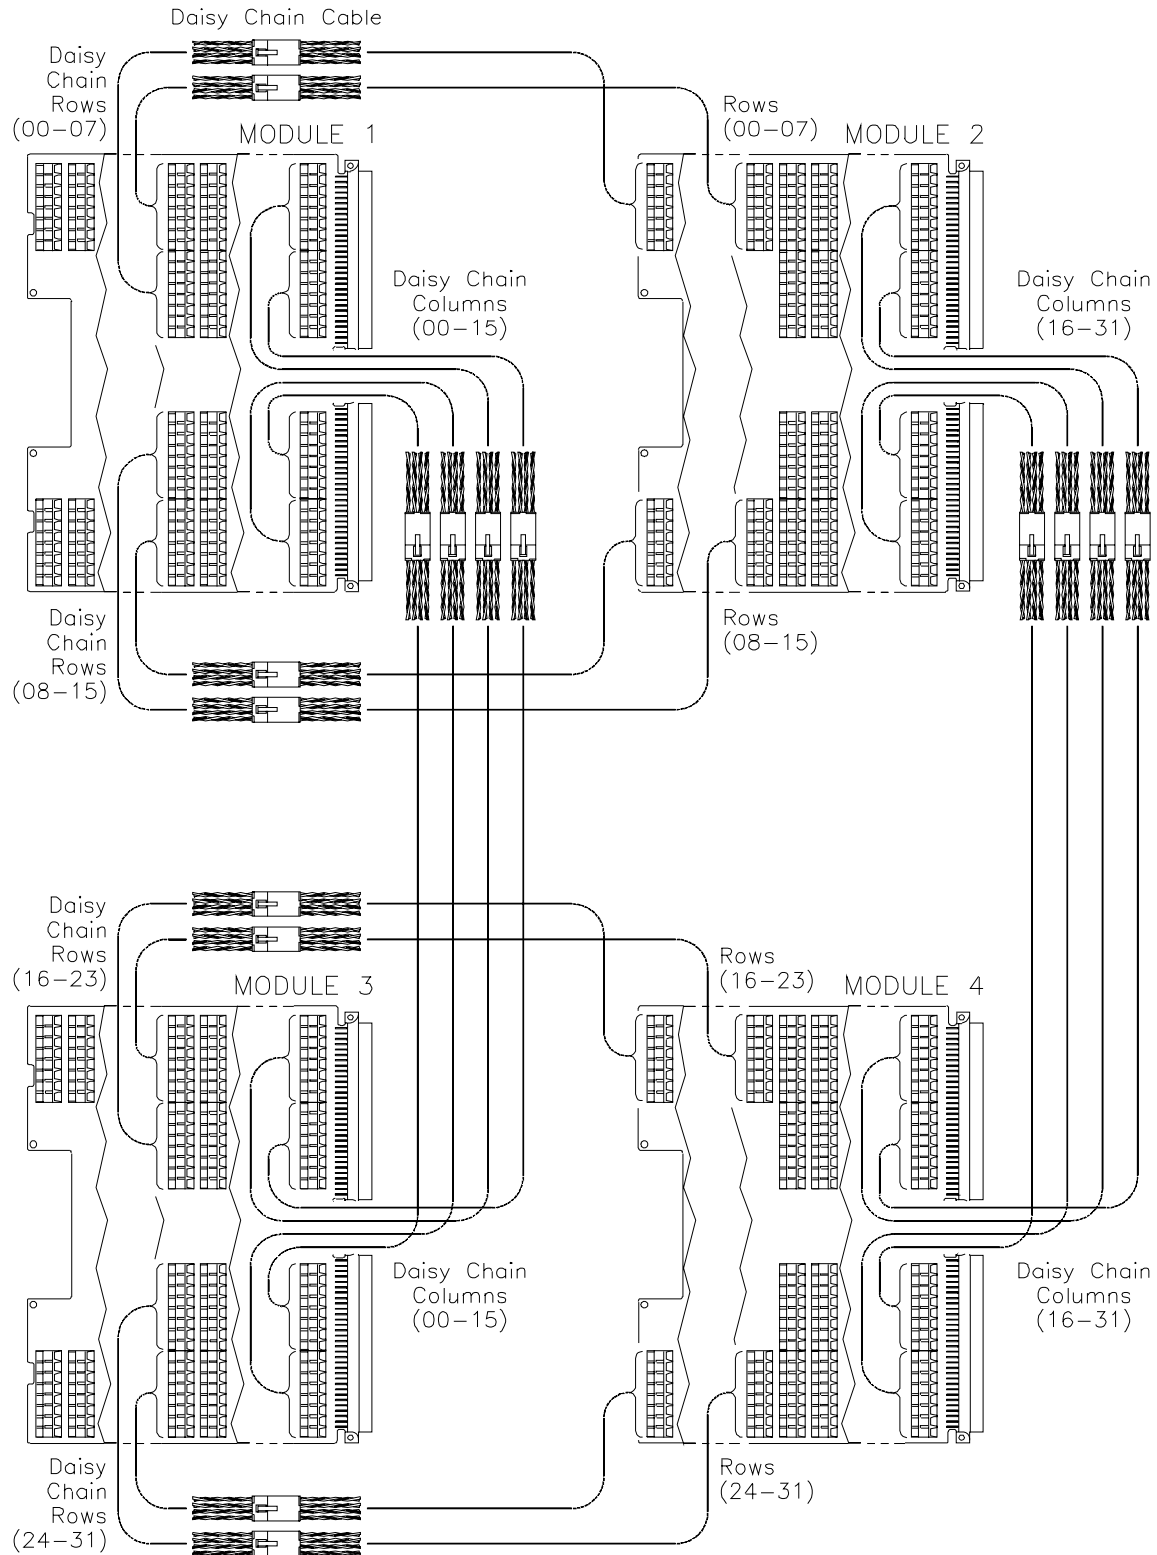 Daisy Chain Cable
Daisy
Chain
Rows
(00-07)
MODULE 1
Rows
(00-07)
MODULE 2
Daisy Chain
Columns
(00-15)
Daisy Chain
Columns
(16-31)
Daisy
Chain
Rows
(08-15)
Rows
(08-15)
Daisy
Chain
Rows
(16-23)
MODULE 3
Rows
(16-23)
MODULE 4
Daisy Chain
Columns
(00-15)
Daisy Chain
Columns
(16-31)
Daisy
Chain
Rows
(24-31)
Rows
(24-31)